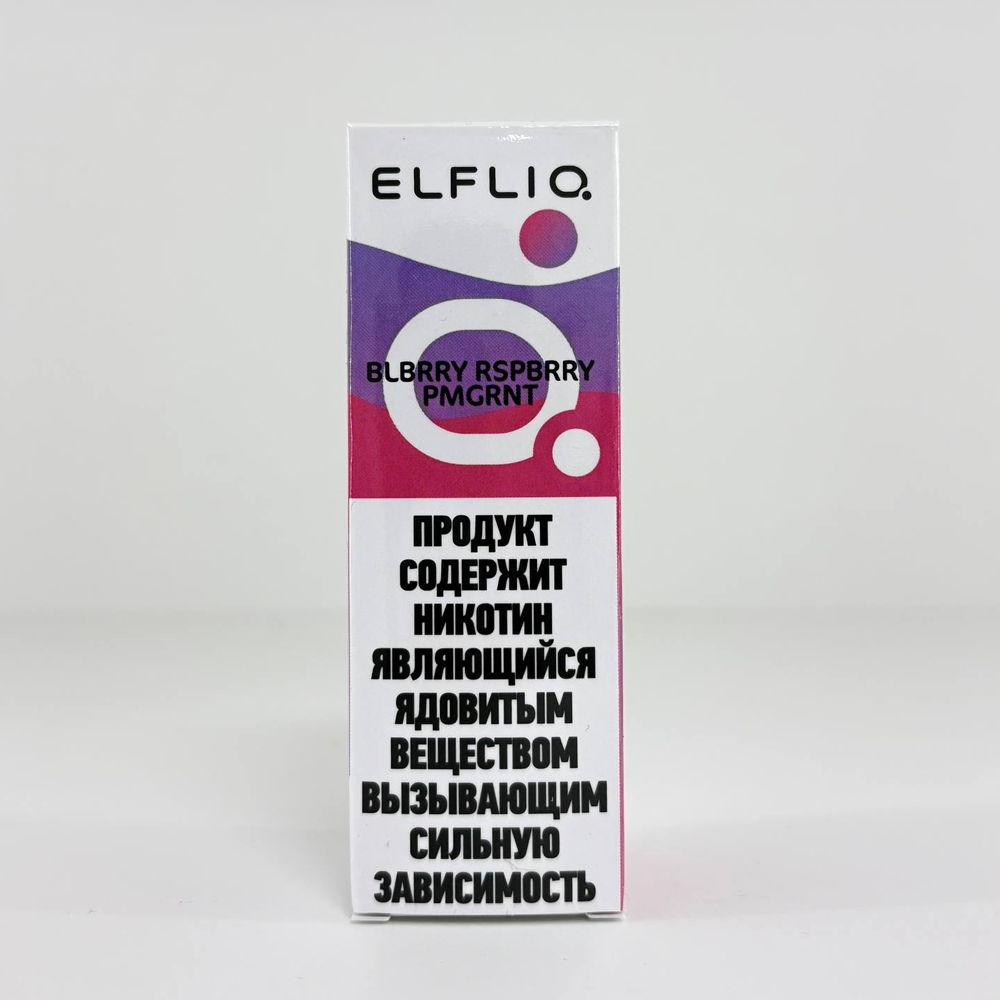 ELFLIQ
BLBRRY RSPBRRY
PMGRNT
ПРОДУКТ
СОДЕРЖИТ
НИКОТИН
ЯВЛЯЮЩИЙСЯ
ЯДОВИТЫМ
ВЕЩЕСТВОМ
ВЫЗЫВАЮЩИМ
СИЛЬНУЮ
ЗАВИСИМОСТЬ